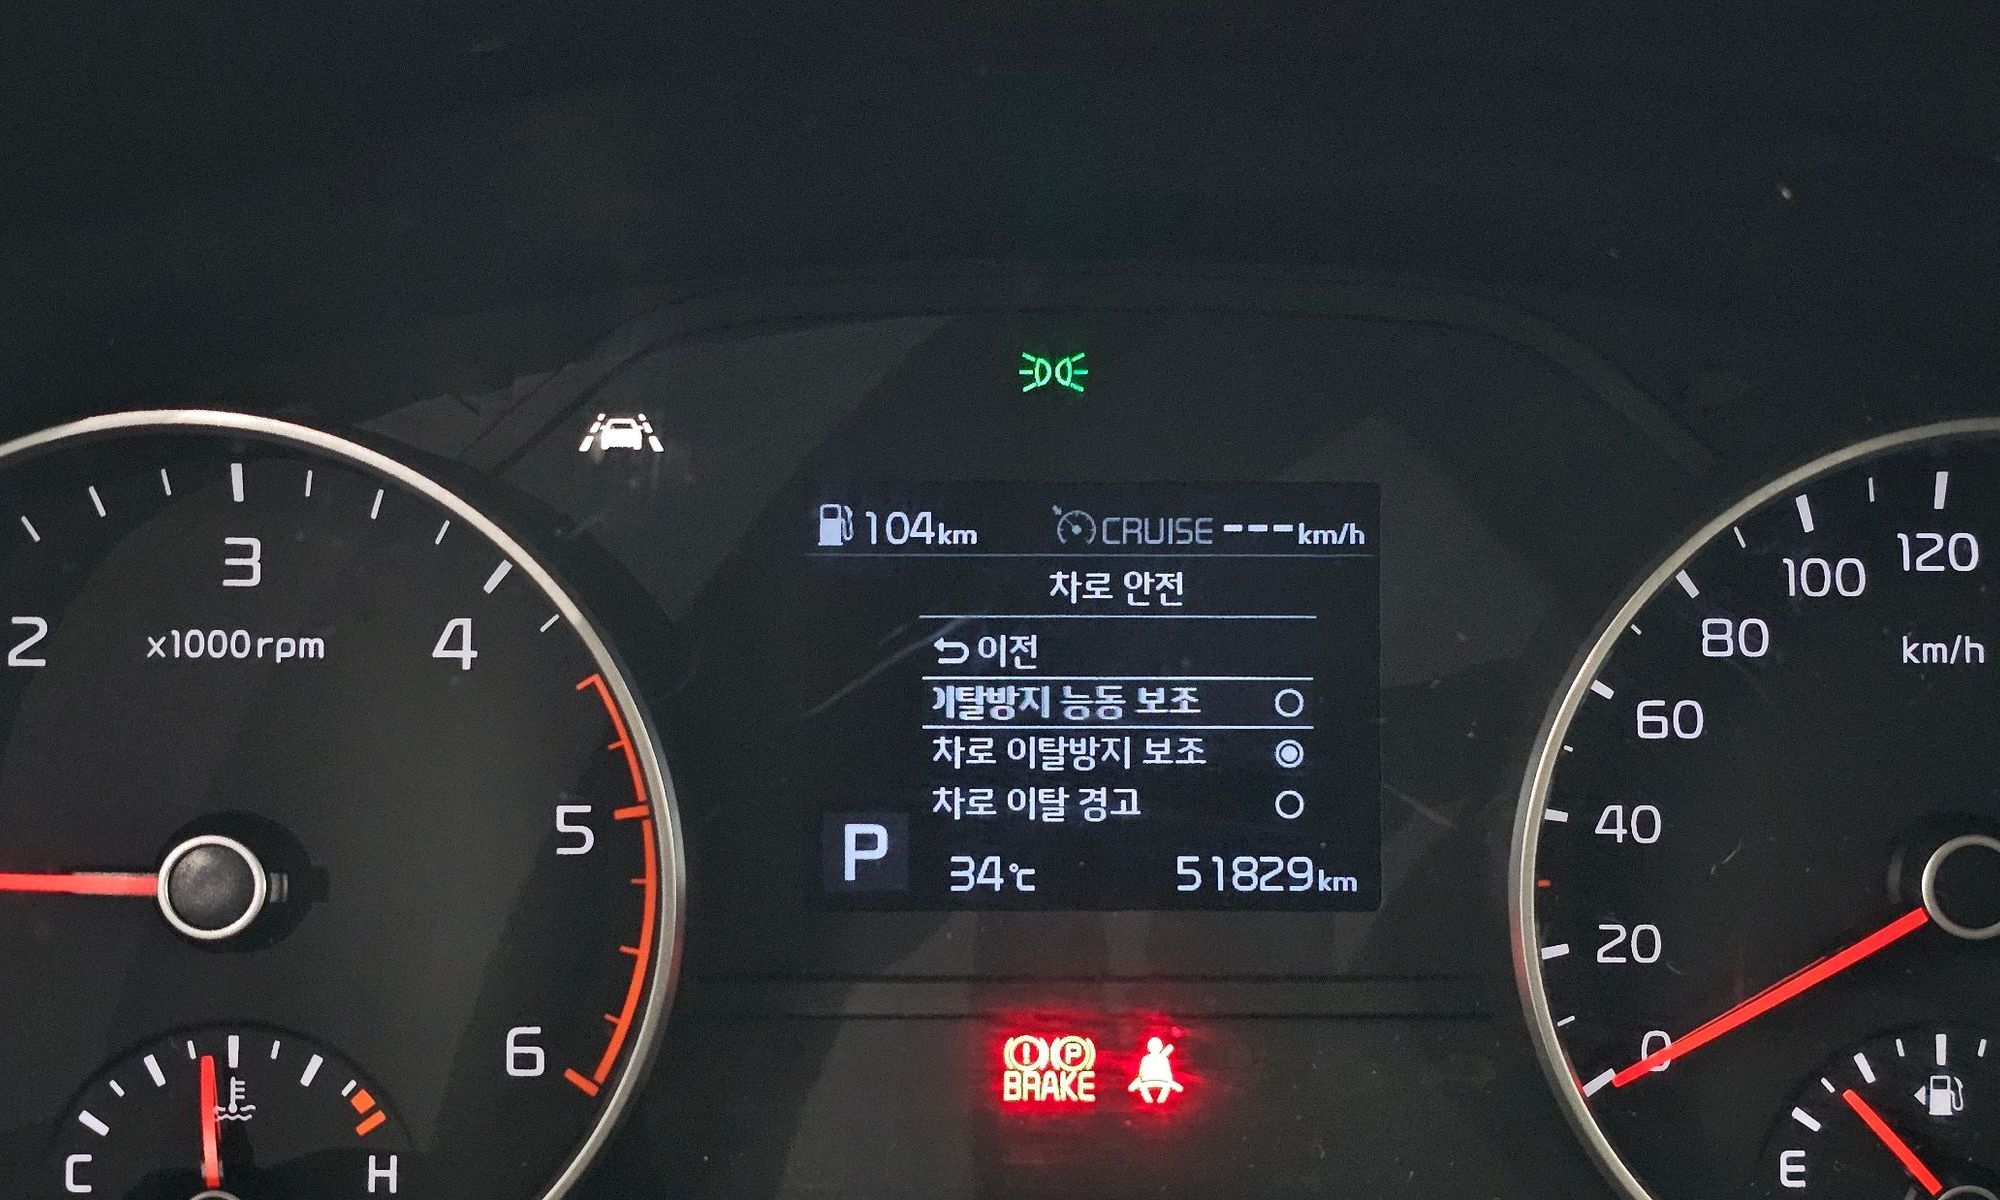 104km CRUISE ---km/h
차로 안전
이전
이탈방지 능동 보조
차로 이탈방지 보조
차로 이탈 경고
P 34℃ 51829km
2
3
4
5
6
x1000rpm
C H
BRAKE
P
0
20
40
60
80
100
120
km/h
E